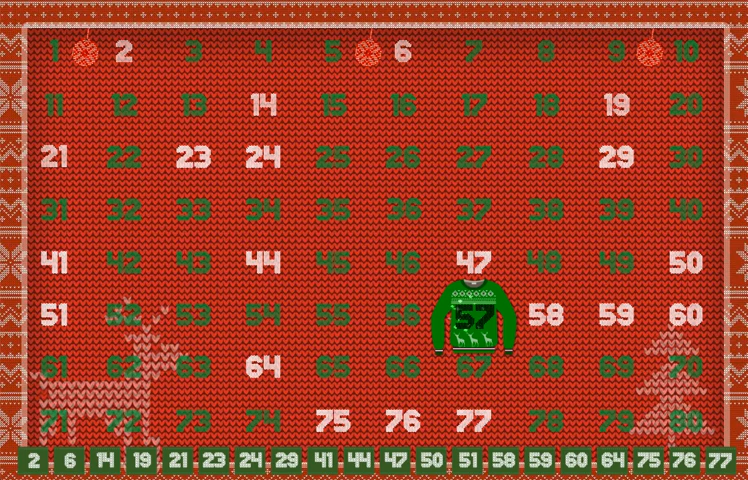 1 2 3 4 5 6 7 8 9 10
11 12 13 14 15 16 17 18 19 20
21 22 23 24 25 26 27 28 29 30
31 32 33 34 35 36 37 38 39 40
41 42 43 44 45 46 47 48 49 50
51 52 53 54 55 56 57 58 59 60
61 62 63 64 65 66 67 68 69 70
71 72 73 74 75 76 77 78 79 80
2 6 14 19 21 23 24 29 41 44 47 50 51 58 59 60 64 75 76 77